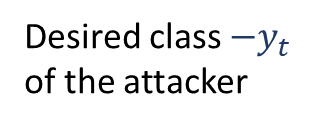 Desired class −y_t
of the attacker